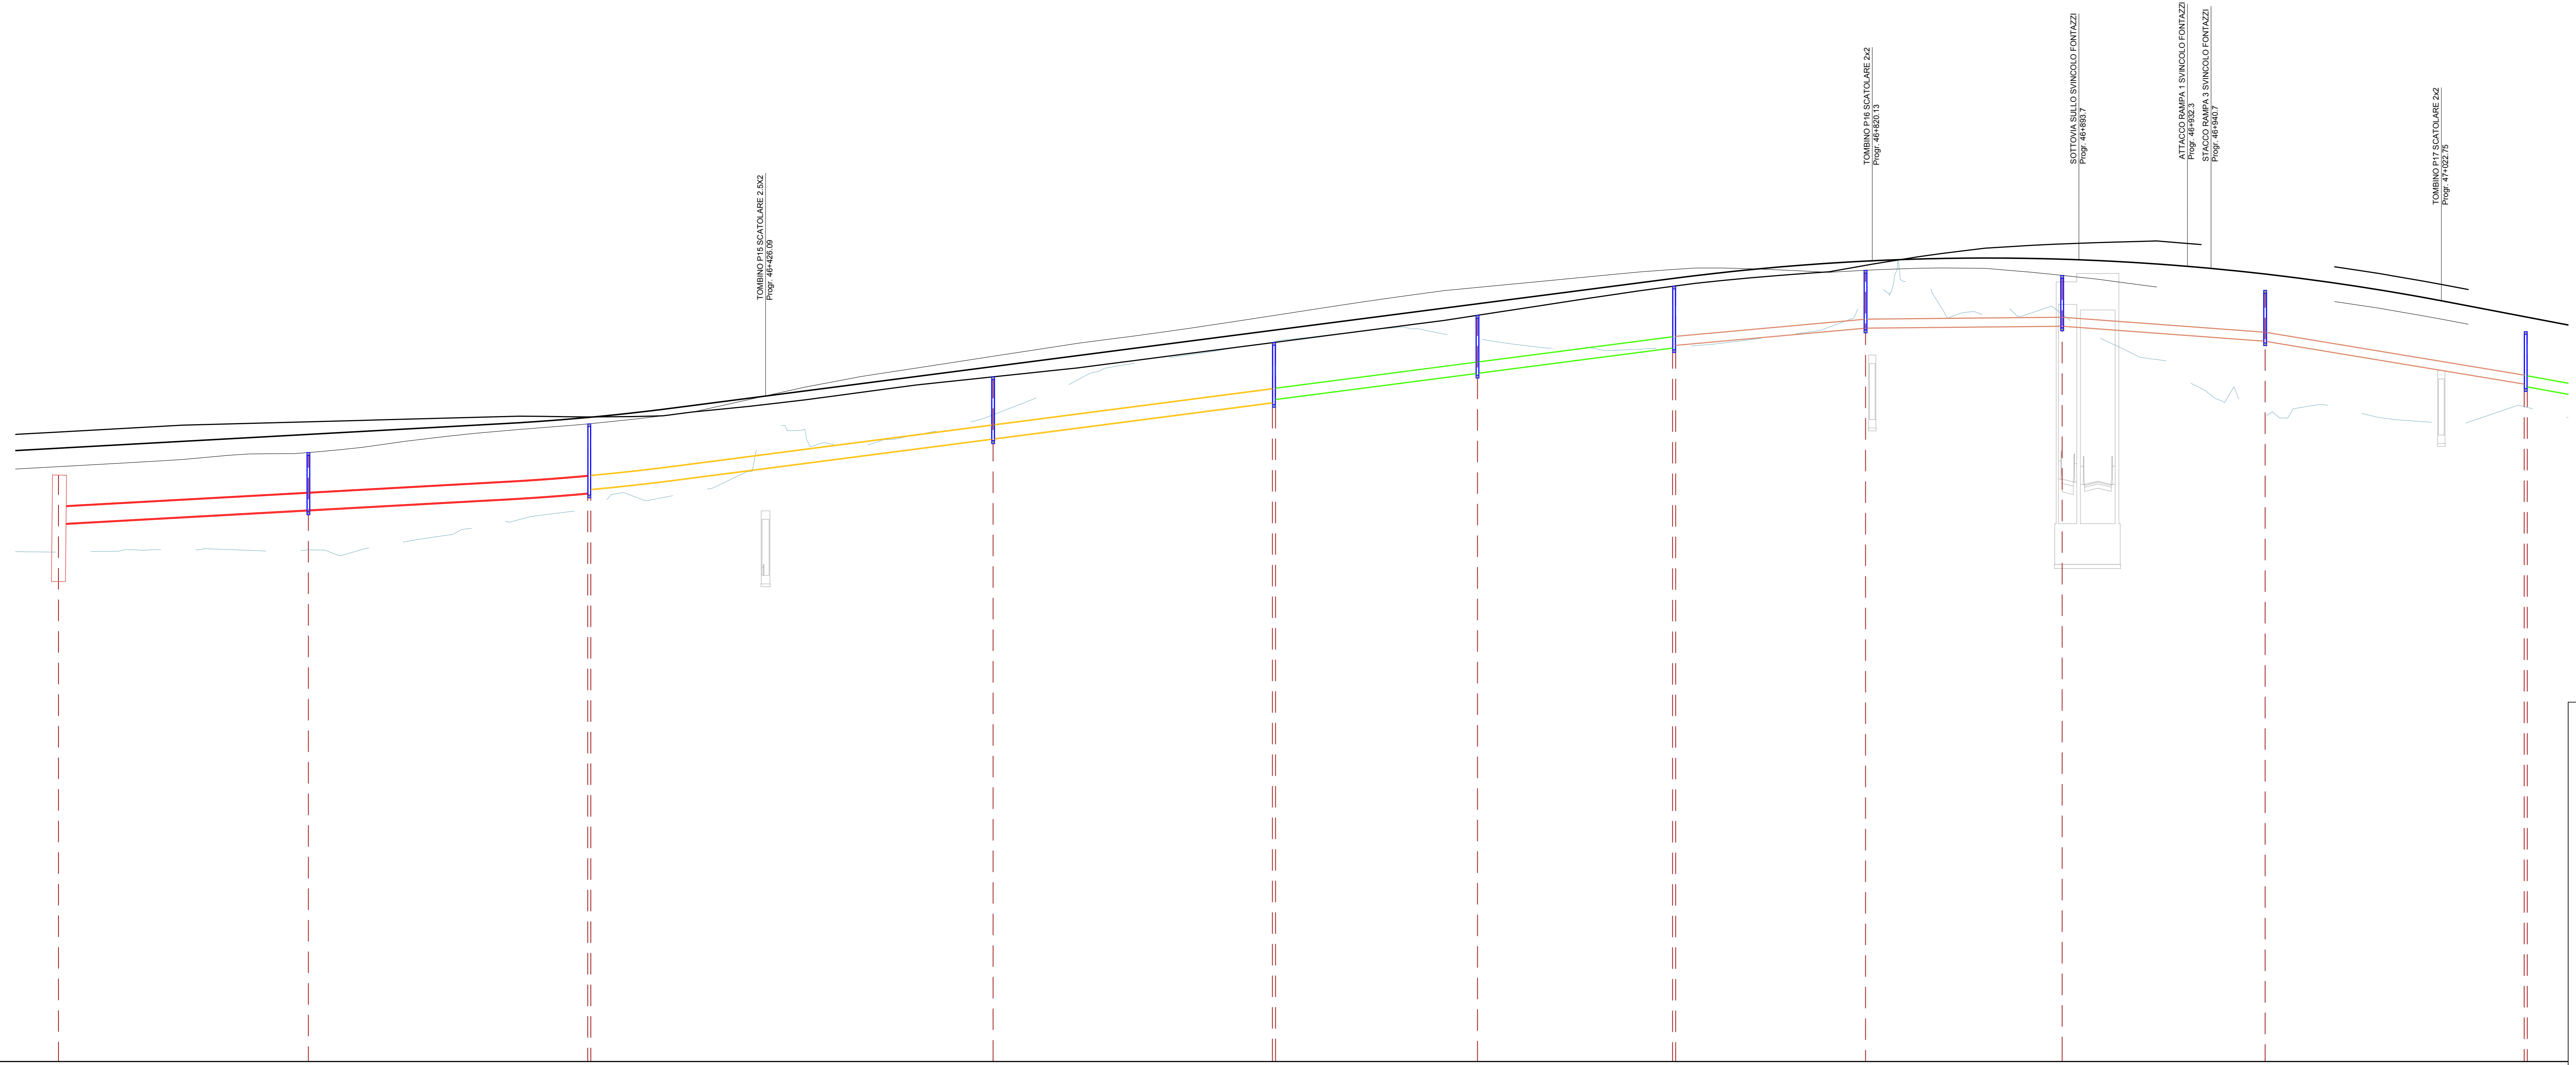 TOMBINO P15 SCATOLARE 2.5X2
Progr. 46+426.09
TOMBINO P16 SCATOLARE 2x2
Progr. 46+820.13
SOTTOVIA SULLO SVINCOLO FONTAZZI
Progr. 46+893.7
ATTACCO RAMPA 1 SVINCOLO FONTAZZI
Progr. 46+932.3
STACCO RAMPA 3 SVINCOLO FONTAZZI
Progr. 46+940.7
TOMBINO P17 SCATOLARE 2x2
Progr. 47+022.75